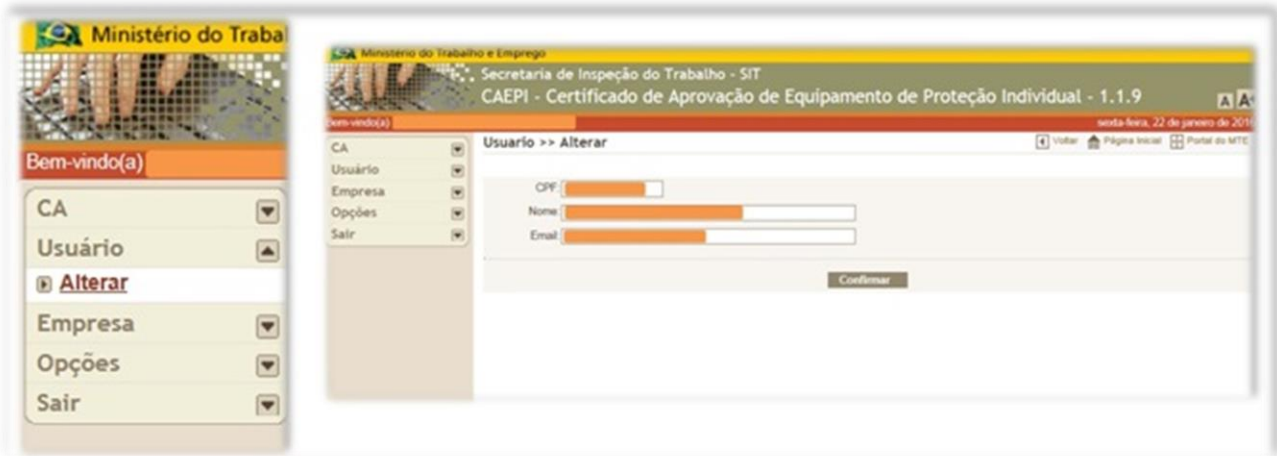 Ministério do Traba
Bem-vindo(a)
CA
Usuário
Alterar
Empresa
Opções
Sair
Ministério do Trabalho e Emprego
Secretaria de Inspeção do Trabalho - SIT
CAEPI - Certificado de Aprovação de Equipamento de Proteção Individual - 1.1.9
A A
Bem-vindo(a)
sexta-feira, 22 de janeiro de 2016
CA
Usuário
Empresa
Opções
Sair
Usuario >> Alterar
Voltar Página Inicial Portal do MTE
CPF:
Nome:
Email:
Confirmar